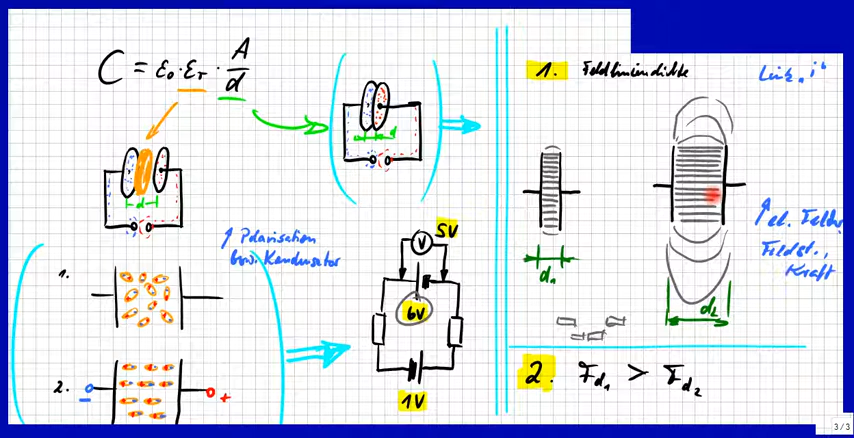 C = ε₀ · εᵣ · A/d
d
d
↑ Polarisation
bzw. Kondensator
1.
2.
+
−
V
5V
6V
1V
1. Feldliniendichte
Link "i"
d₁
d₂
↑ el. Feld
Feldst.,
Kraft
2. F_d₁ > F_d₂
3/3